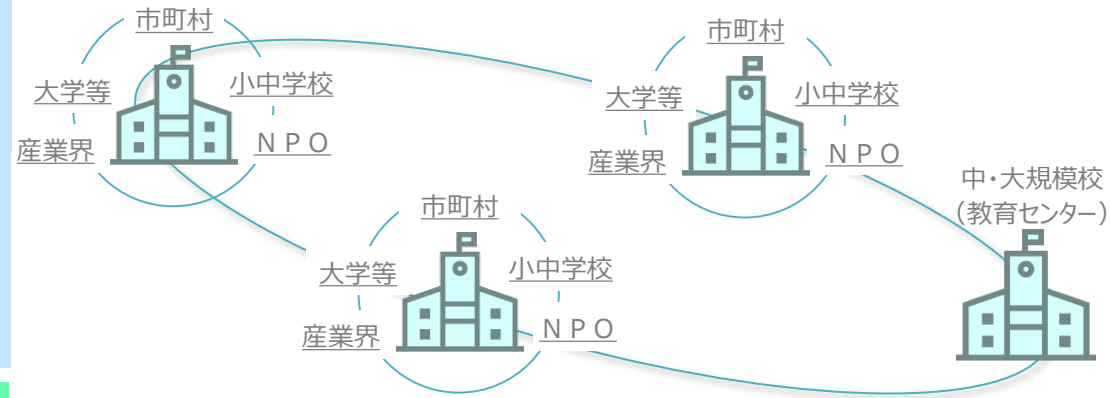 市町村
大学等
小中学校
産業界
ＮＰＯ
市町村
大学等
小中学校
産業界
ＮＰＯ
市町村
大学等
小中学校
産業界
ＮＰＯ
中・大規模校
（教育センター）